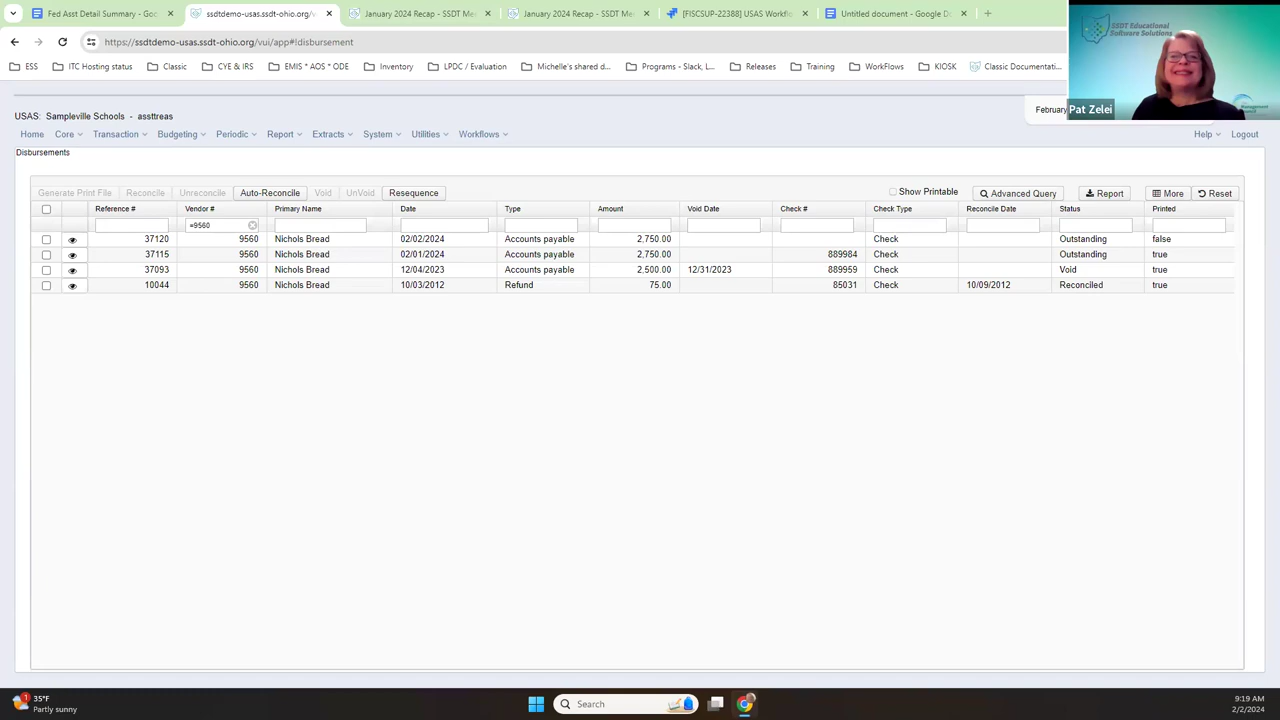 Fed Asst Detail Summary - Goo
ssdtdemo-usas.ssdt-ohio.org/v
January 2024 Recap - SSDT Me
January 2024 Recap - SSDT Me
[FISCSUP-22388] USAS Workflo
Untitled document - Google Do
https://ssdtdemo-usas.ssdt-ohio.org/vui/app#!disbursement
ESS
ITC Hosting status
Classic
CYE & IRS
EMIS * AOS * ODE
Inventory
LPDC / Evaluation
Michelle's shared d...
Programs - Slack, L...
Releases
Training
WorkFlows
KIOSK
Classic Documentati...
SSDT Educational
Software Solutions
Pat Zelei
USAS: Sampleville Schools - assttreas
February
Home Core Transaction Budgeting Periodic Report Extracts System Utilities Workflows Help Logout
Disbursements
Generate Print File Reconcile Unreconcile Auto-Reconcile Void UnVoid Resequence Show Printable Advanced Query Report More Reset
Reference # Vendor # Primary Name Date Type Amount Void Date Check # Check Type Reconcile Date Status Printed
=9560
37120 9560 Nichols Bread 02/02/2024 Accounts payable 2,750.00 Check Outstanding false
37115 9560 Nichols Bread 02/01/2024 Accounts payable 2,750.00 889984 Check Outstanding true
37093 9560 Nichols Bread 12/04/2023 Accounts payable 2,500.00 12/31/2023 889959 Check Void true
10044 9560 Nichols Bread 10/03/2012 Refund 75.00 85031 Check 10/09/2012 Reconciled true
1
35°F
Partly sunny
Search
9:19 AM
2/2/2024